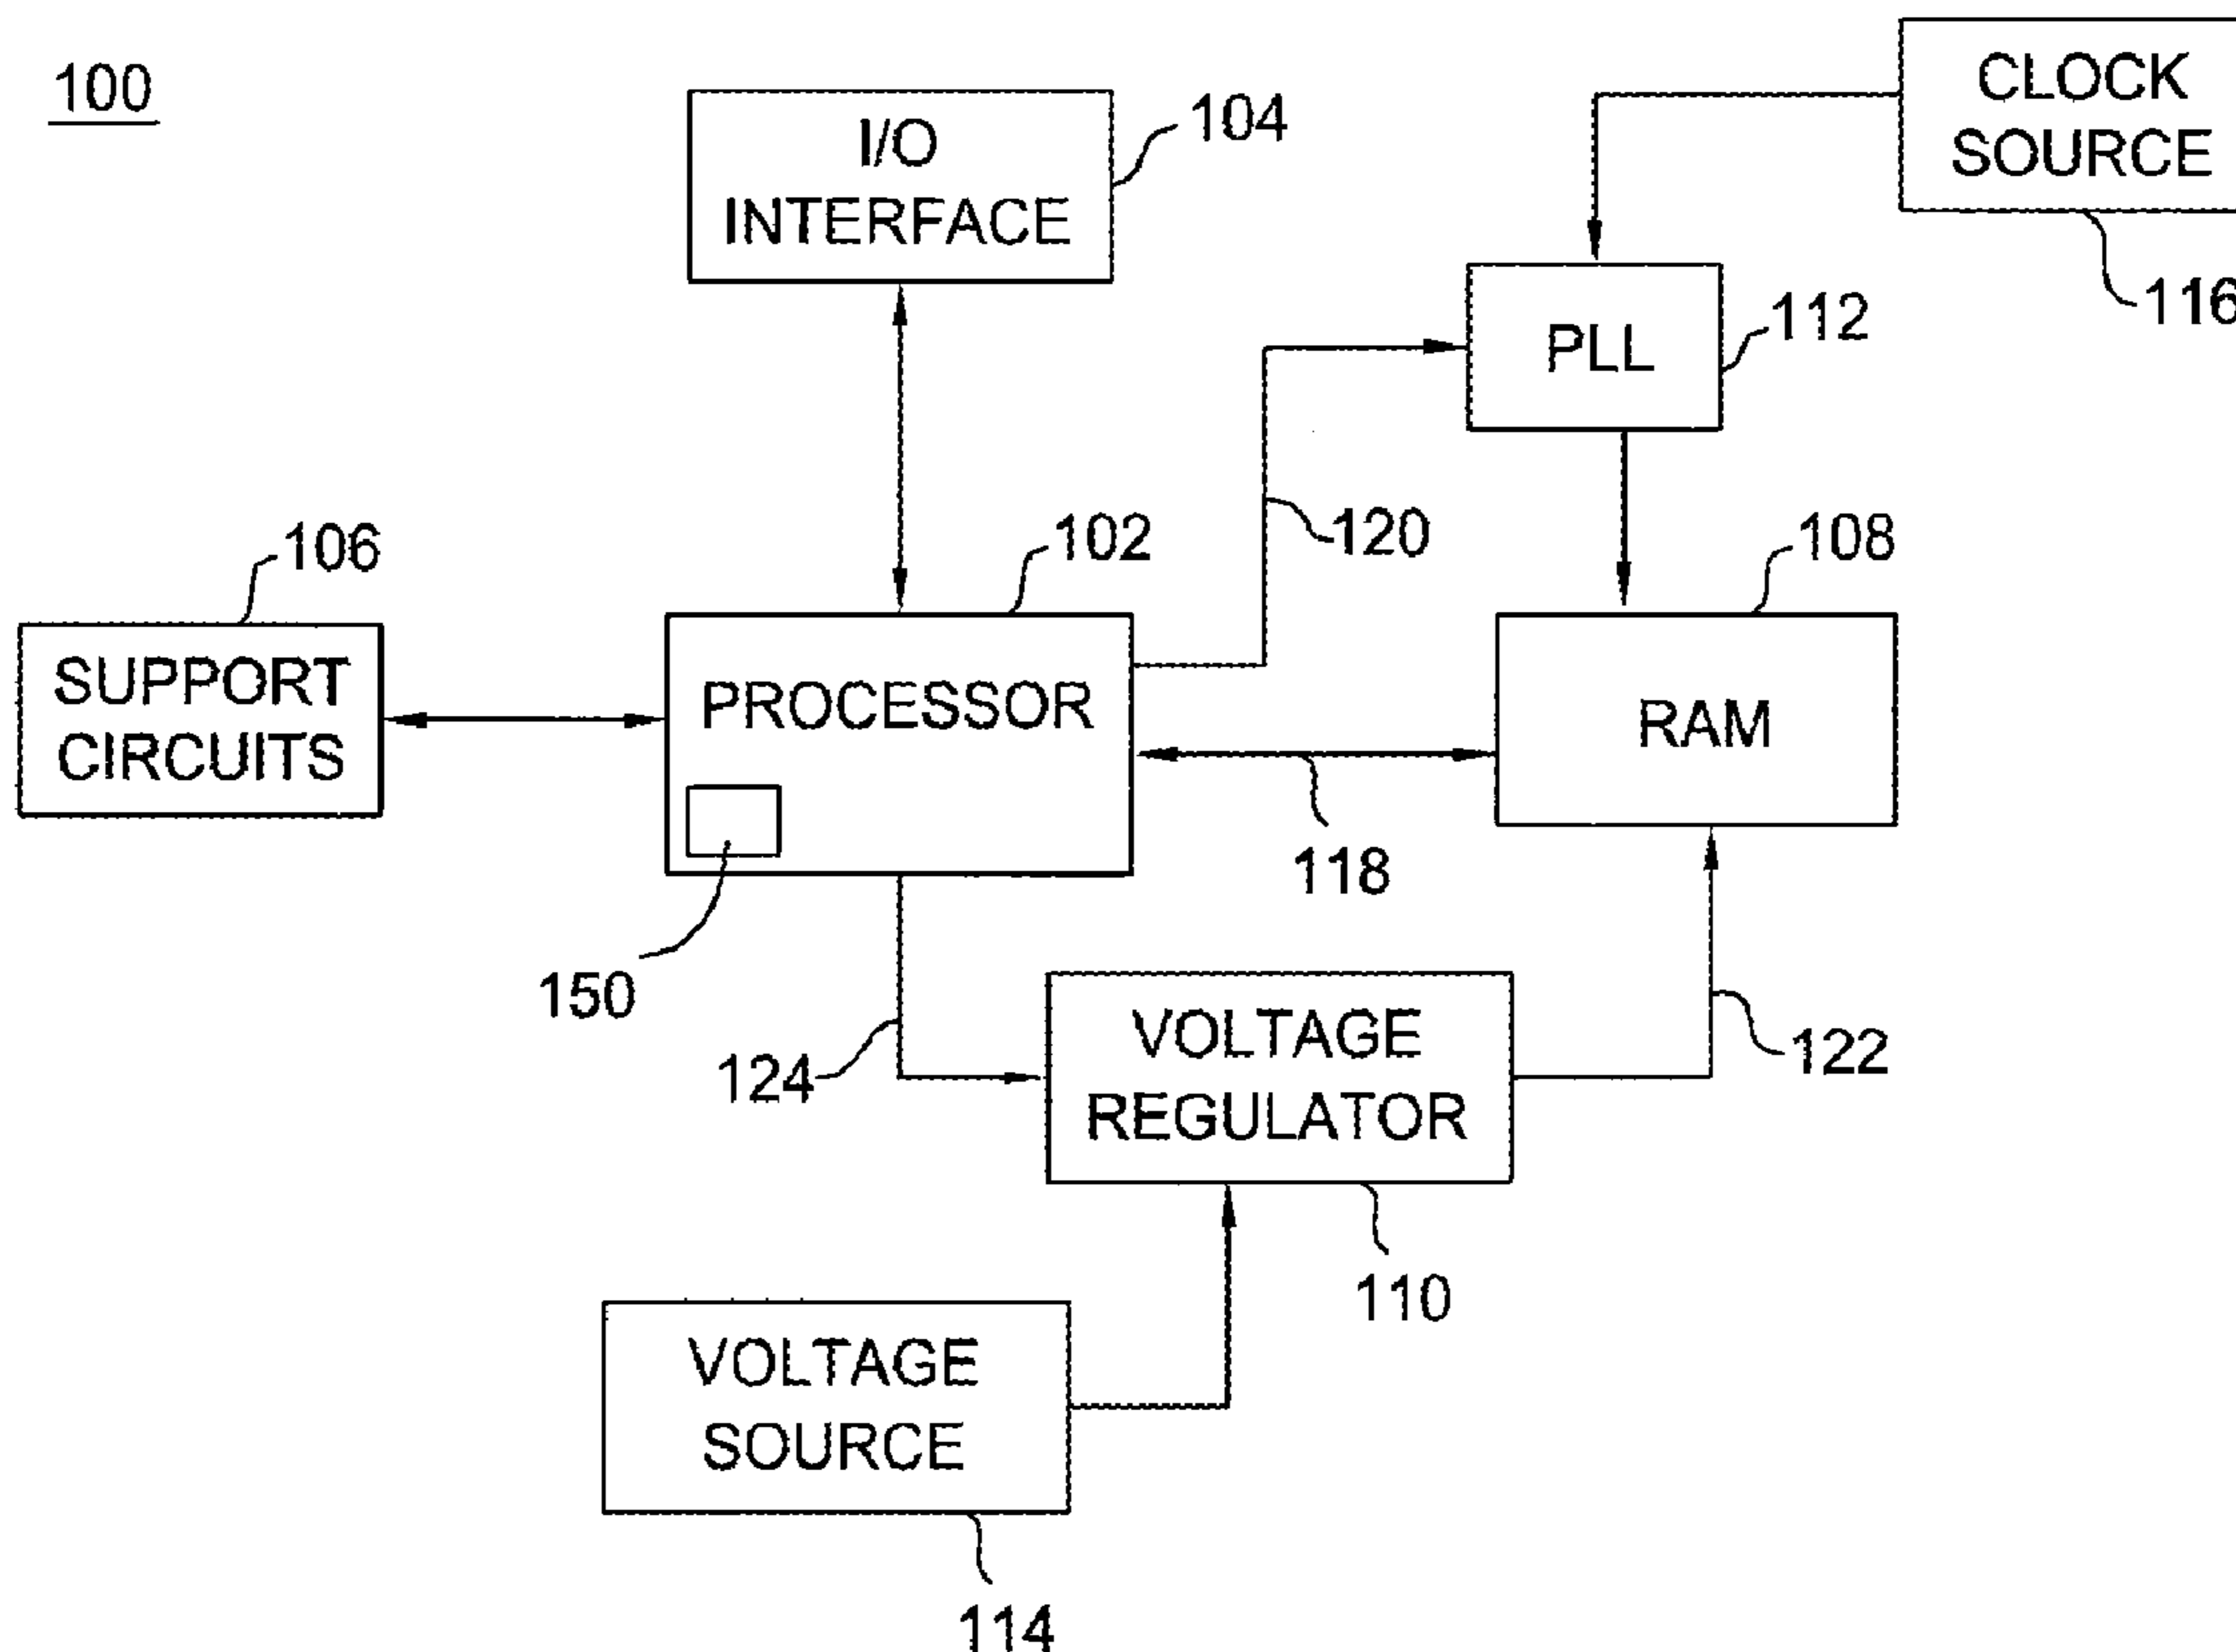 100
I/O
INTERFACE
104
CLOCK
SOURCE
116
PLL
112
120
106
SUPPORT
CIRCUITS
102
PROCESSOR
108
RAM
118
150
124
VOLTAGE
REGULATOR
122
110
VOLTAGE
SOURCE
114